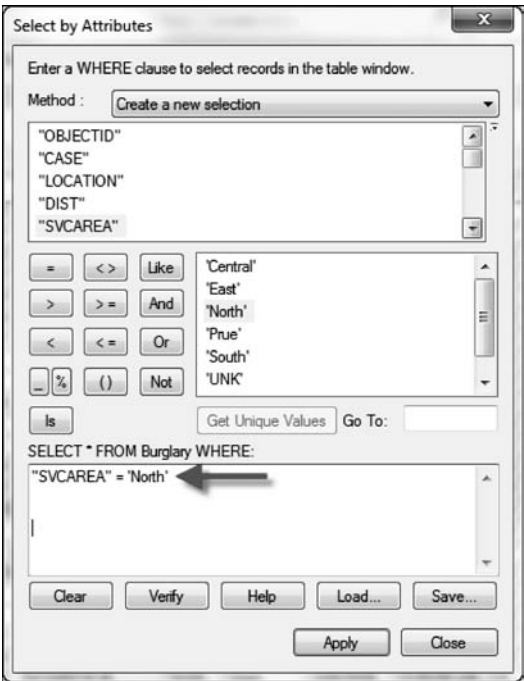 Select by Attributes
Enter a WHERE clause to select records in the table window.
Method : Create a new selection
"OBJECTID"
"CASE"
"LOCATION"
"DIST"
"SVCAREA"
= < > Like
> > = And
< < = Or
_ % () Not
Is
'Central'
'East'
'North'
'Prue'
'South'
'UNK'
Get Unique Values Go To:
SELECT * FROM Burglary WHERE:
"SVCAREA" = 'North'
Clear Verify Help Load... Save...
Apply Close